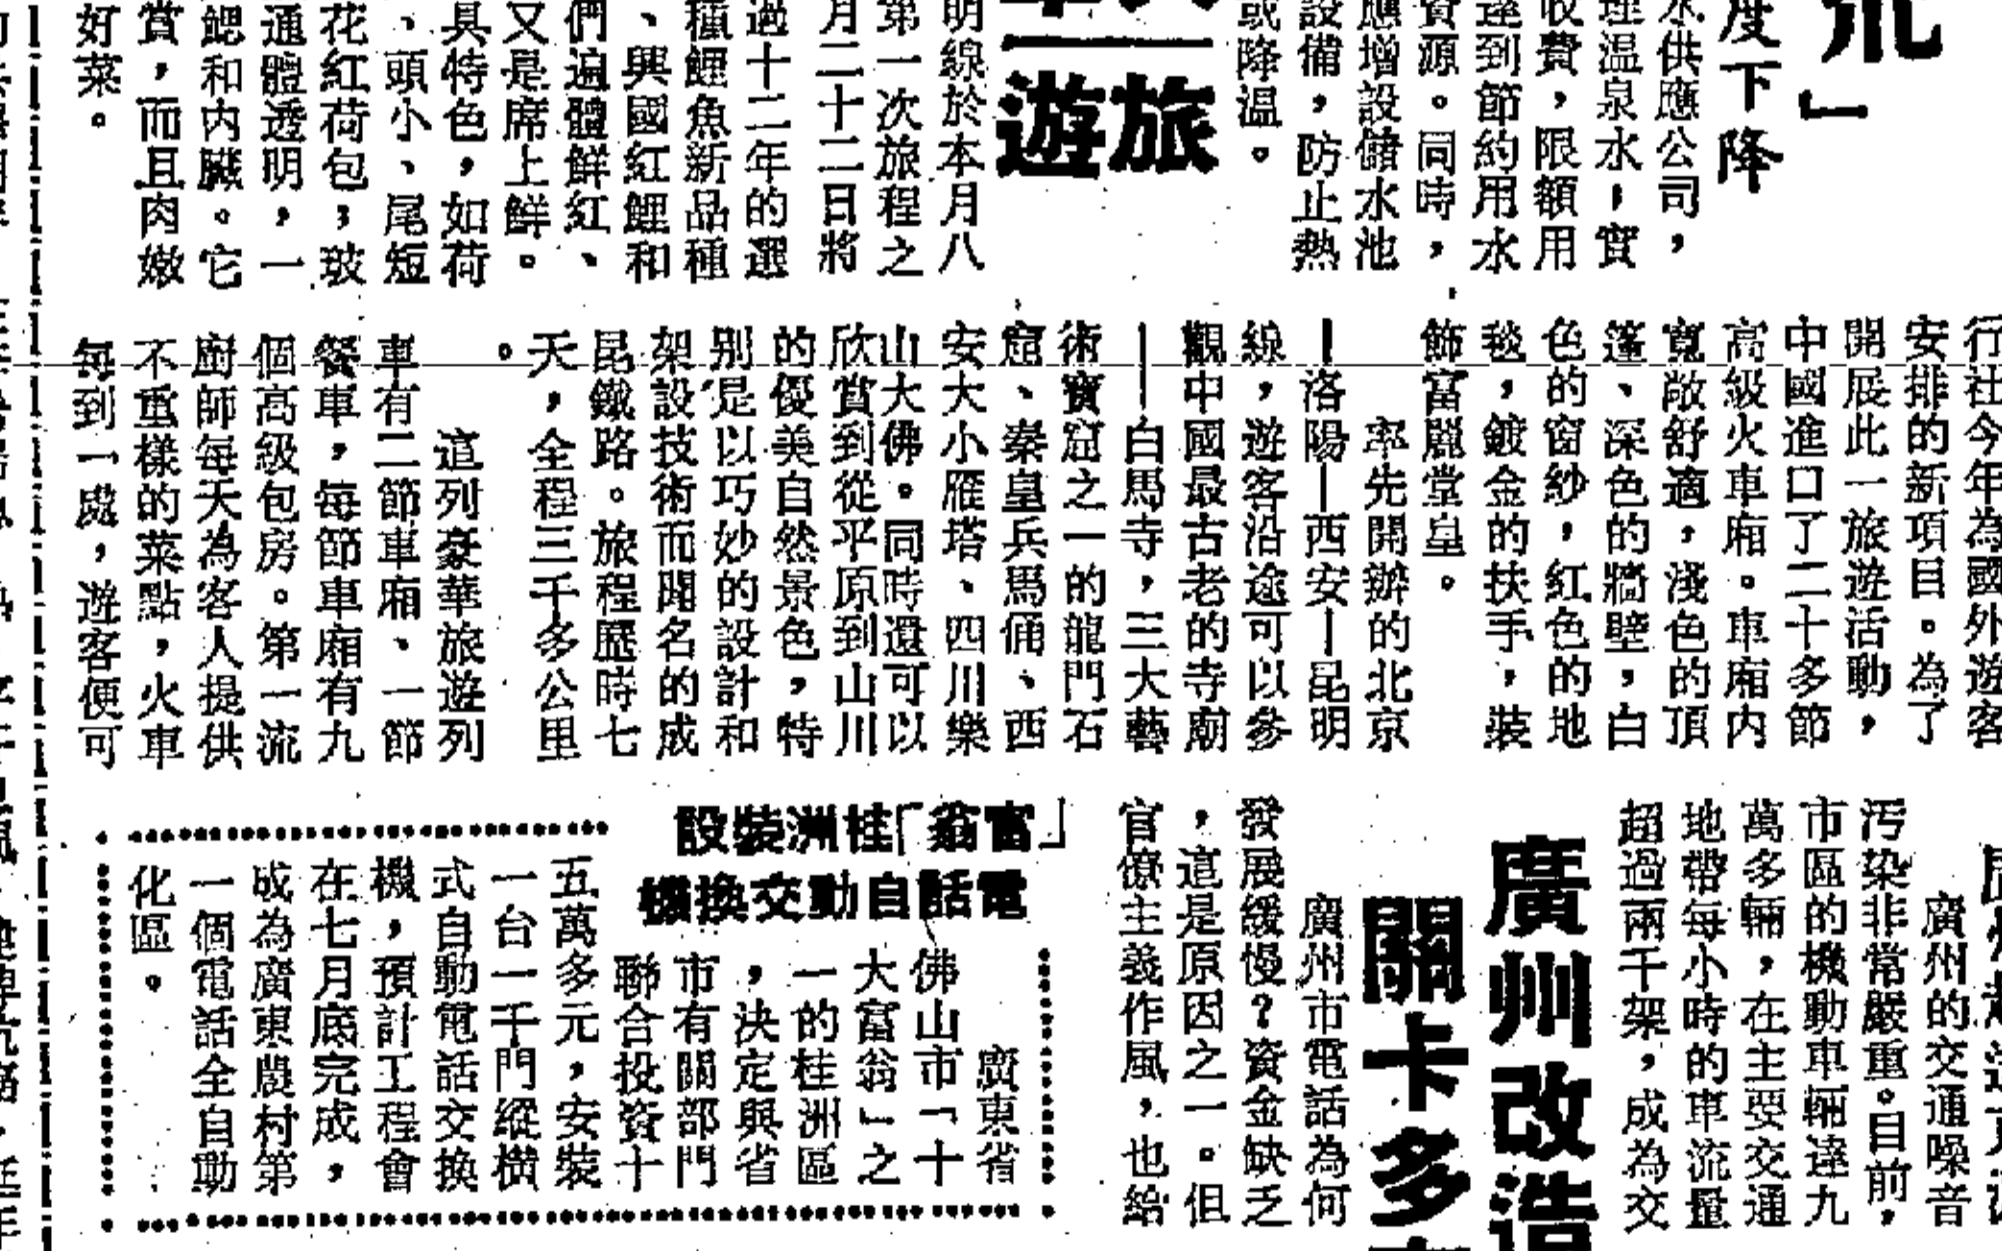 度下降
水供應公司，
理温泉水，實
收費，限額用
達到節約用水
資源。同時，
應增設儲水池
設備，防止熱
或降温。
旅
遊
明線於本月八
第一次旅程之
月二十二日將
過十二年的選
種鯉魚新品種
、興國紅鯉和
們遍體鮮紅、
又是席上鮮。
具特色，如荷
、頭小、尾短
花紅荷包；玻
通體透明，一
鰓和内臟。它
賞，而且肉嫩
好菜。
行社今年為國外遊客
安排的新項目。為了
開展此一旅遊活動，
中國進口了二十多節
高級火車廂。車廂内
寬敞舒適，淺色的頂
篷、深色的牆壁，白
色的窗紗，紅色的地
毯，鍍金的扶手，裝
飾富麗堂皇。
率先開辦的北京
—洛陽—西安—昆明
線，遊客沿途可以參
觀中國最古老的寺廟
——白馬寺，三大藝
術寶窟之一的龍門石
窟、秦皇兵馬俑、西
安大小雁塔、四川樂
山大佛。同時還可以
欣賞到從平原到山川
的優美自然景色，特
别是以巧妙的設計和
架設技術而聞名的成
昆鐵路。旅程歷時七
天，全程三千多公里
。
這列豪華旅遊列
車有二節車廂、一節
餐車，每節車廂有九
個高級包房。第一流
廚師每天為客人提供
不重樣的菜點，火車
每到一處，遊客便可
廣州的交通噪音
污染非常嚴重。目前，
市區的機動車輛達九
萬多輛，在主要交通
地帶每小時的車流量
超過兩千架，成為交
廣州改造
關卡多
廣州市電話為何
發展緩慢？資金缺乏
，這是原因之一。但
官僚主義作風，也給
「富翁」桂洲裝設
電話自動交換機
廣東省
佛山市「十
大富翁」之
一的桂洲區
，決定與省
市有關部門
聯合投資十
五萬多元，安裝
一台一千門縱橫
式自動電話交換
機，預計工程會
在七月底完成，
成為廣東農村第
一個電話全自動
化區。